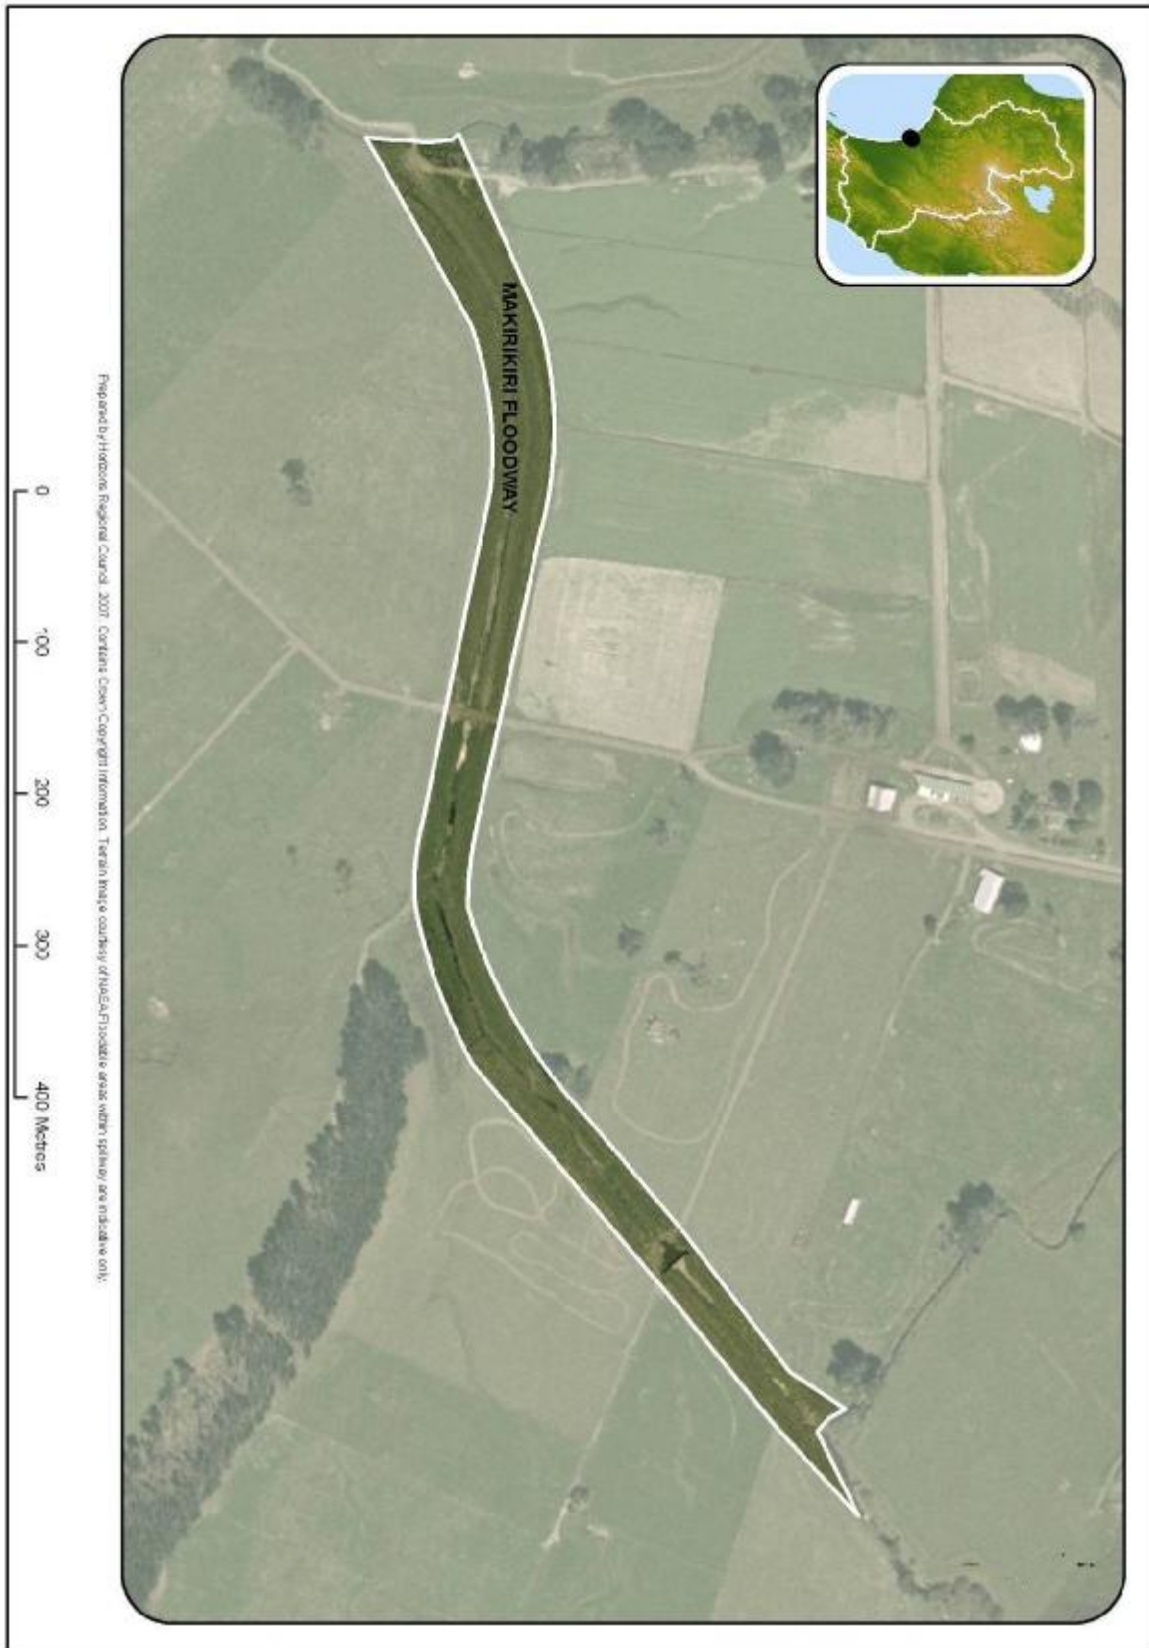 MAKIRIKIRI FLOODWAY
0
100
200
300
400 Metres
Prepared by Horizons Regional Council. 2007. Contains Crown Copyright Information. Terrain Image courtesy of NASA. Floodable areas within spillway are indicative only.